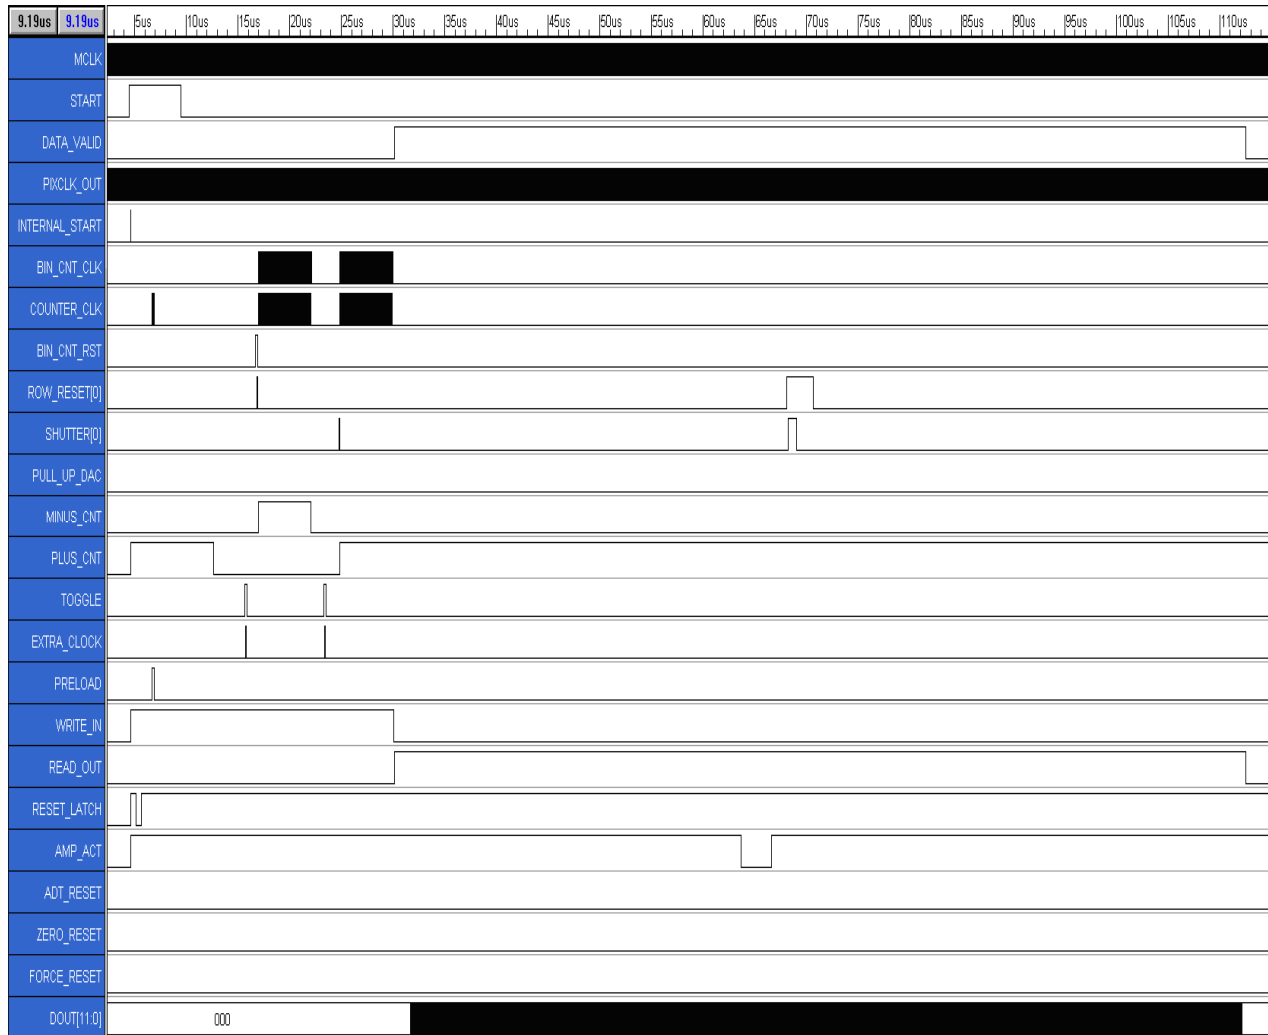 9.19us 9.19us 5us 10us 15us 20us 25us 30us 35us 40us 45us 50us 55us 60us 65us 70us 75us 80us 85us 90us 95us 100us 105us 110us
MCLK
START
DATA_VALID
PIXCLK_OUT
INTERNAL_START
BIN_CNT_CLK
COUNTER_CLK
BIN_CNT_RST
ROW_RESET[0]
SHUTTER[0]
PULL_UP_DAC
MINUS_CNT
PLUS_CNT
TOGGLE
EXTRA_CLOCK
PRELOAD
WRITE_IN
READ_OUT
RESET_LATCH
AMP_ACT
ADT_RESET
ZERO_RESET
FORCE_RESET
DOUT[11:0] 000